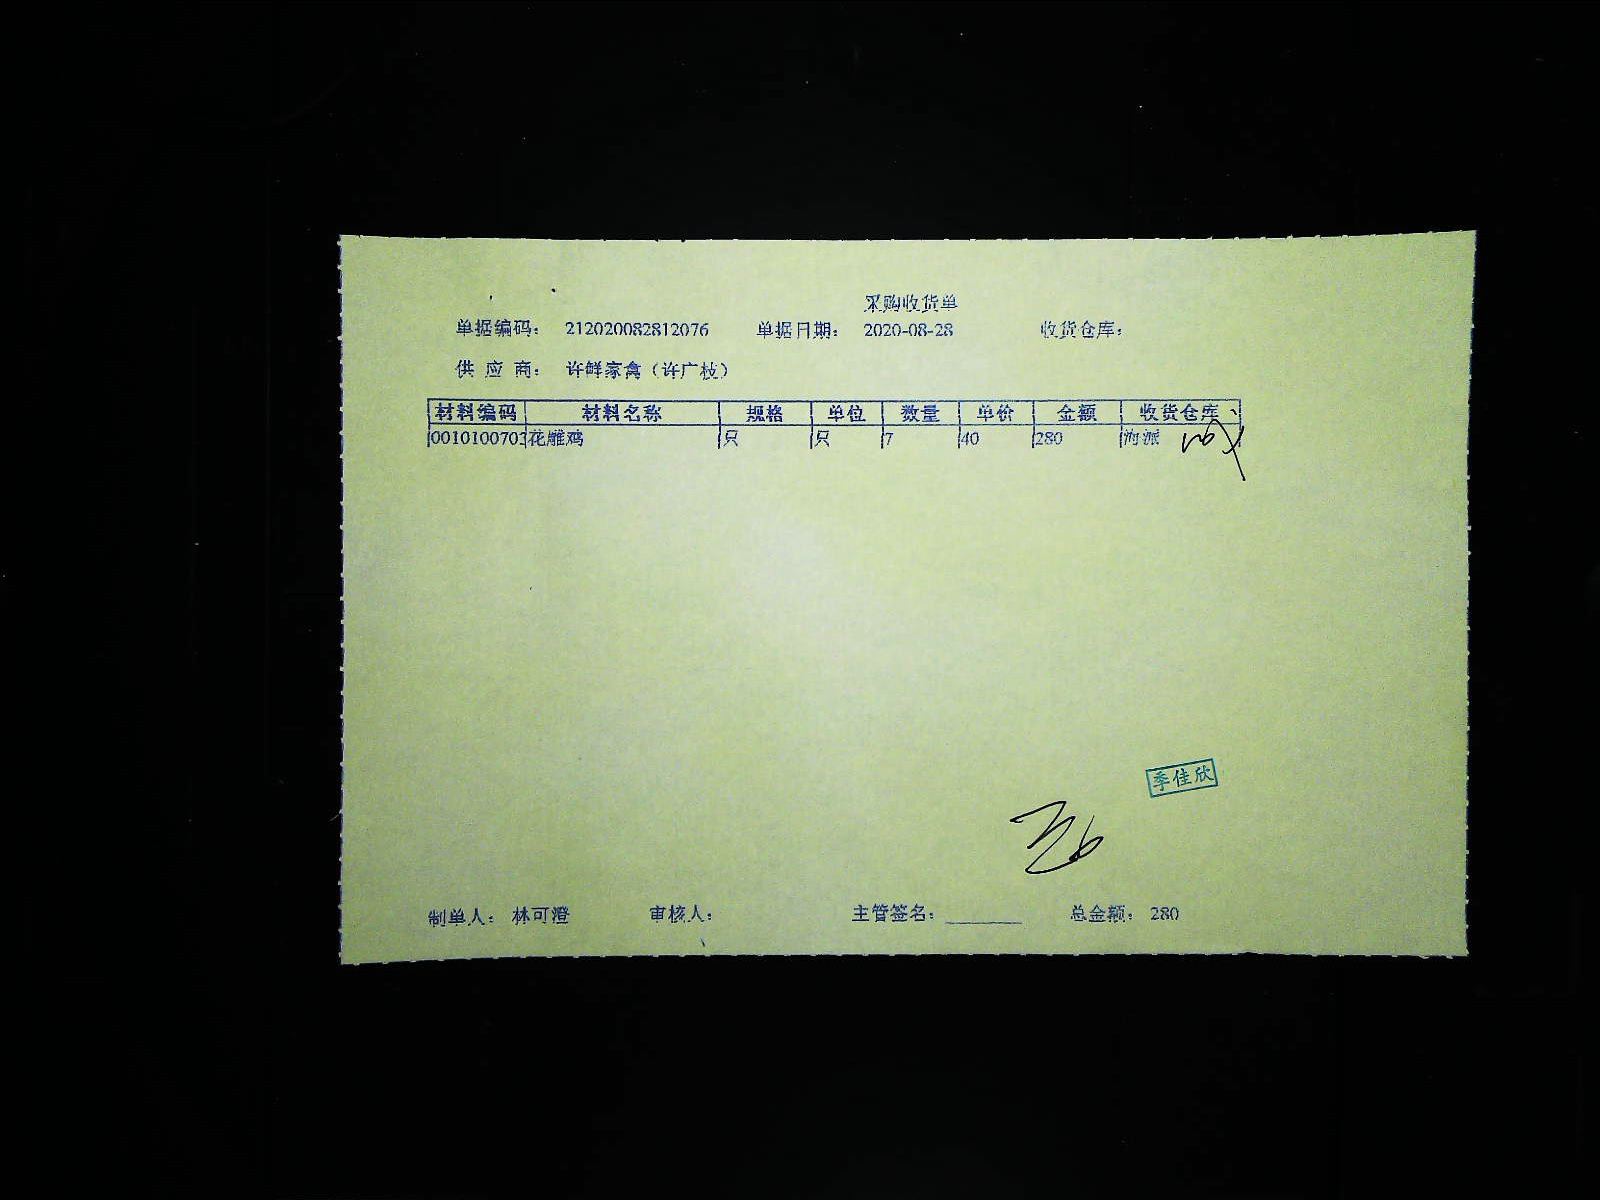 采购收货单
单据编码： 212020082812076 单据日期： 2020-08-28 收货仓库：
供 应 商： 许鲜家禽（许广枝）
材料编码 材料名称 规格 单位 数量 单价 金额 收货仓库
0010100703 花雕鸡 只 只 7 40 280 海派
季佳欣
制单人： 林可澄 审核人： 主管签名： 总金额： 280